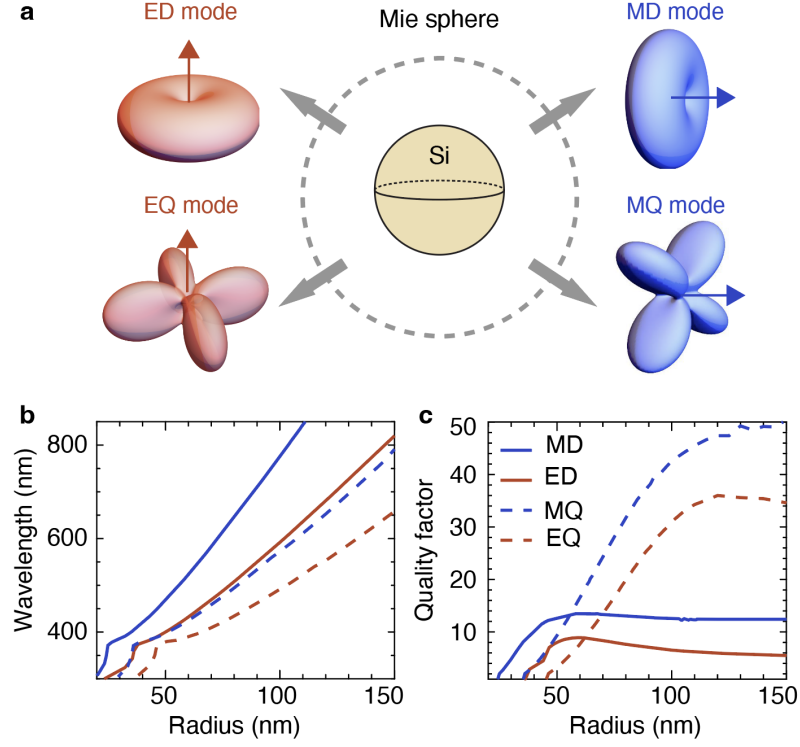 a
ED mode
Mie sphere
MD mode
Si
EQ mode
MQ mode
b
800
600
400
Wavelength (nm)
50
100
150
Radius (nm)
c
50
40
30
20
10
Quality factor
MD
ED
MQ
EQ
50
100
150
Radius (nm)